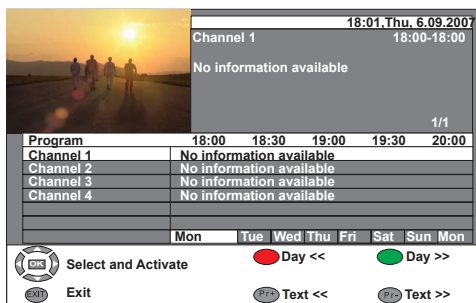 18:01,Thu, 6.09.2007
Channel 1 18:00-18:00
No information available
1/1
Program 18:00 18:30 19:00 19:30 20:00
Channel 1 No information available
Channel 2 No information available
Channel 3 No information available
Channel 4 No information available
Mon Tue Wed Thu Fri Sat Sun Mon
OK Select and Activate Day << Day >>
EXIT Exit Pr+ Text << Pr- Text >>